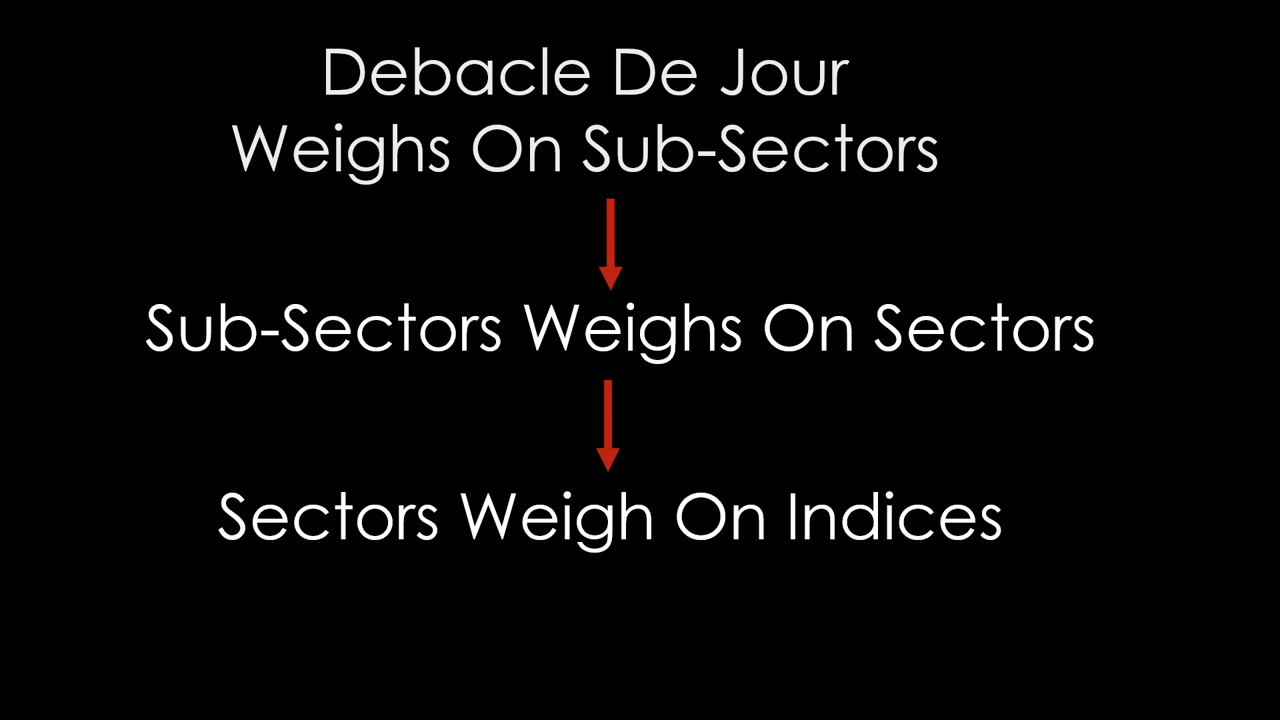 Debacle De Jour
Weighs On Sub-Sectors
Sub-Sectors Weighs On Sectors
Sectors Weigh On Indices